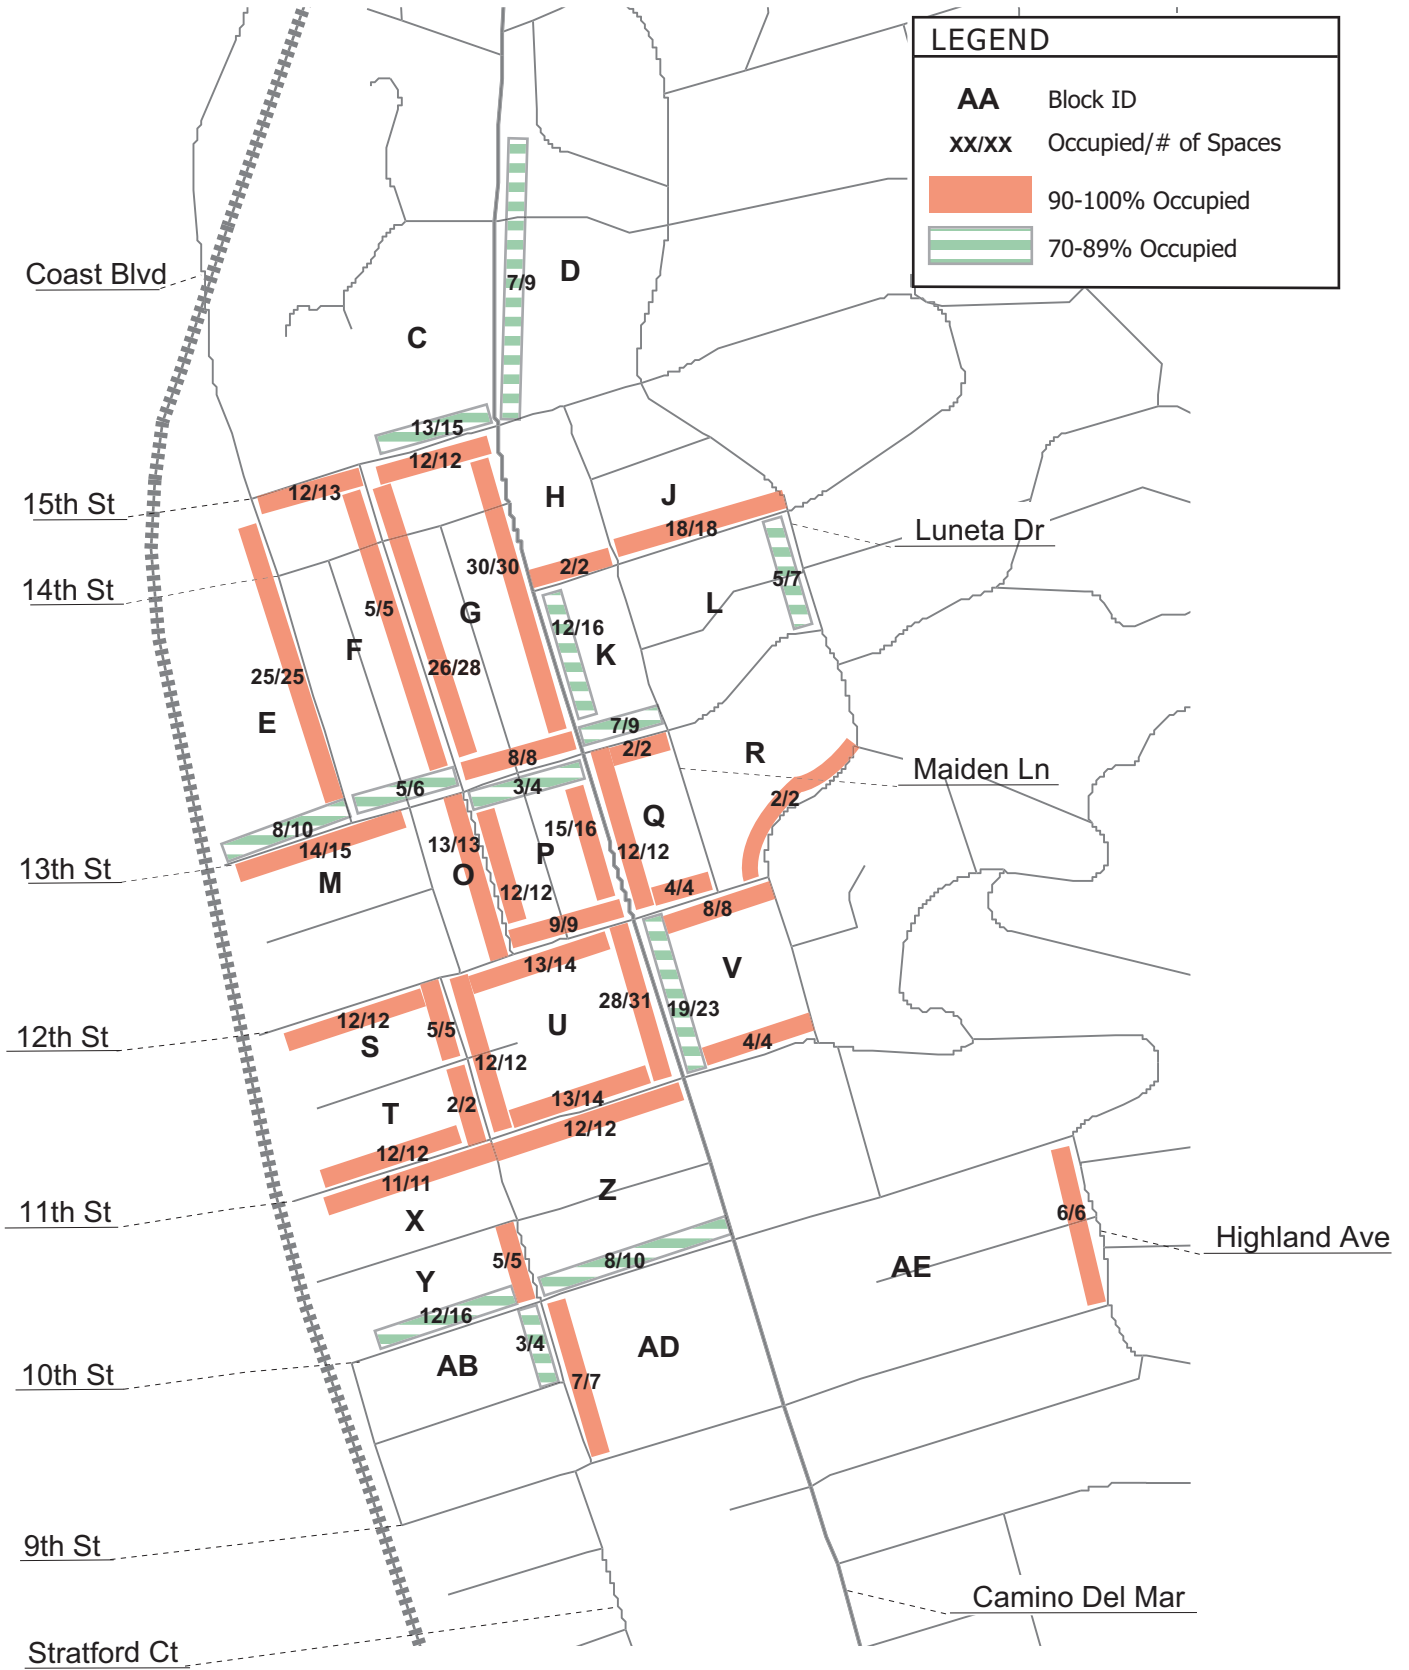 LEGEND
AA Block ID
XX/XX Occupied/# of Spaces
90-100% Occupied
70-89% Occupied
D
Coast Blvd
7/9
C
13/15
12/12
12/13
15th St
H
J
18/18
Luneta Dr
30/30
2/2
14th St
5/5
G
5/7
L
12/16
F
K
26/28
25/25
E
7/9
2/2
R
8/8
Maiden Ln
5/6
3/4
2/2
8/10
15/16
Q
14/15
13/13
P
12/12
13th St
M
O
12/12
4/4
9/9
8/8
13/14
V
28/31
19/23
12/12
5/5
U
12th St
S
4/4
12/12
2/2
13/14
T
12/12
12/12
11/11
Z
11th St
X
6/6
Highland Ave
5/5
8/10
AE
Y
12/16
3/4
AD
AB
10th St
7/7
9th St
Camino Del Mar
Stratford Ct